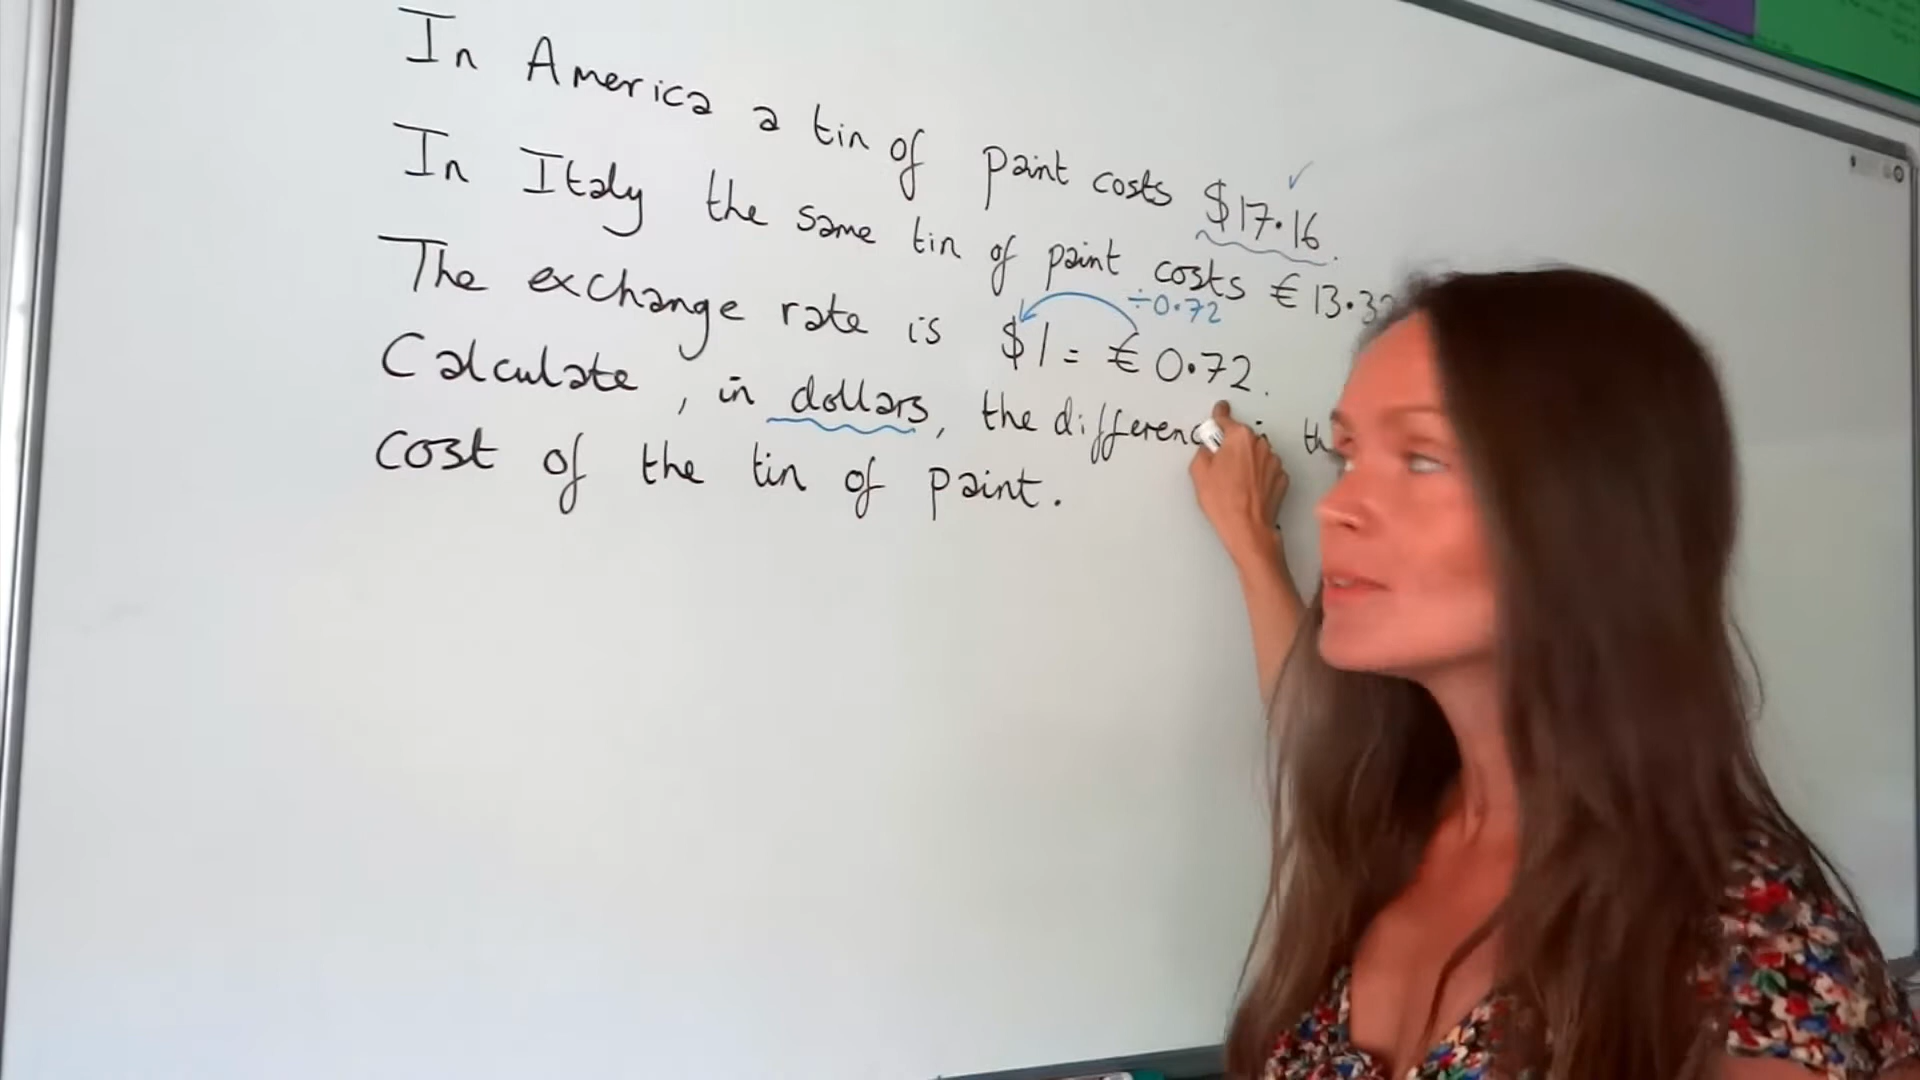 In America a tin of paint costs $17.16.
In Italy the same tin of paint costs €13.3
÷0.72
The exchange rate is $1 = €0.72.
Calculate, in dollars, the
cost of the tin of paint.